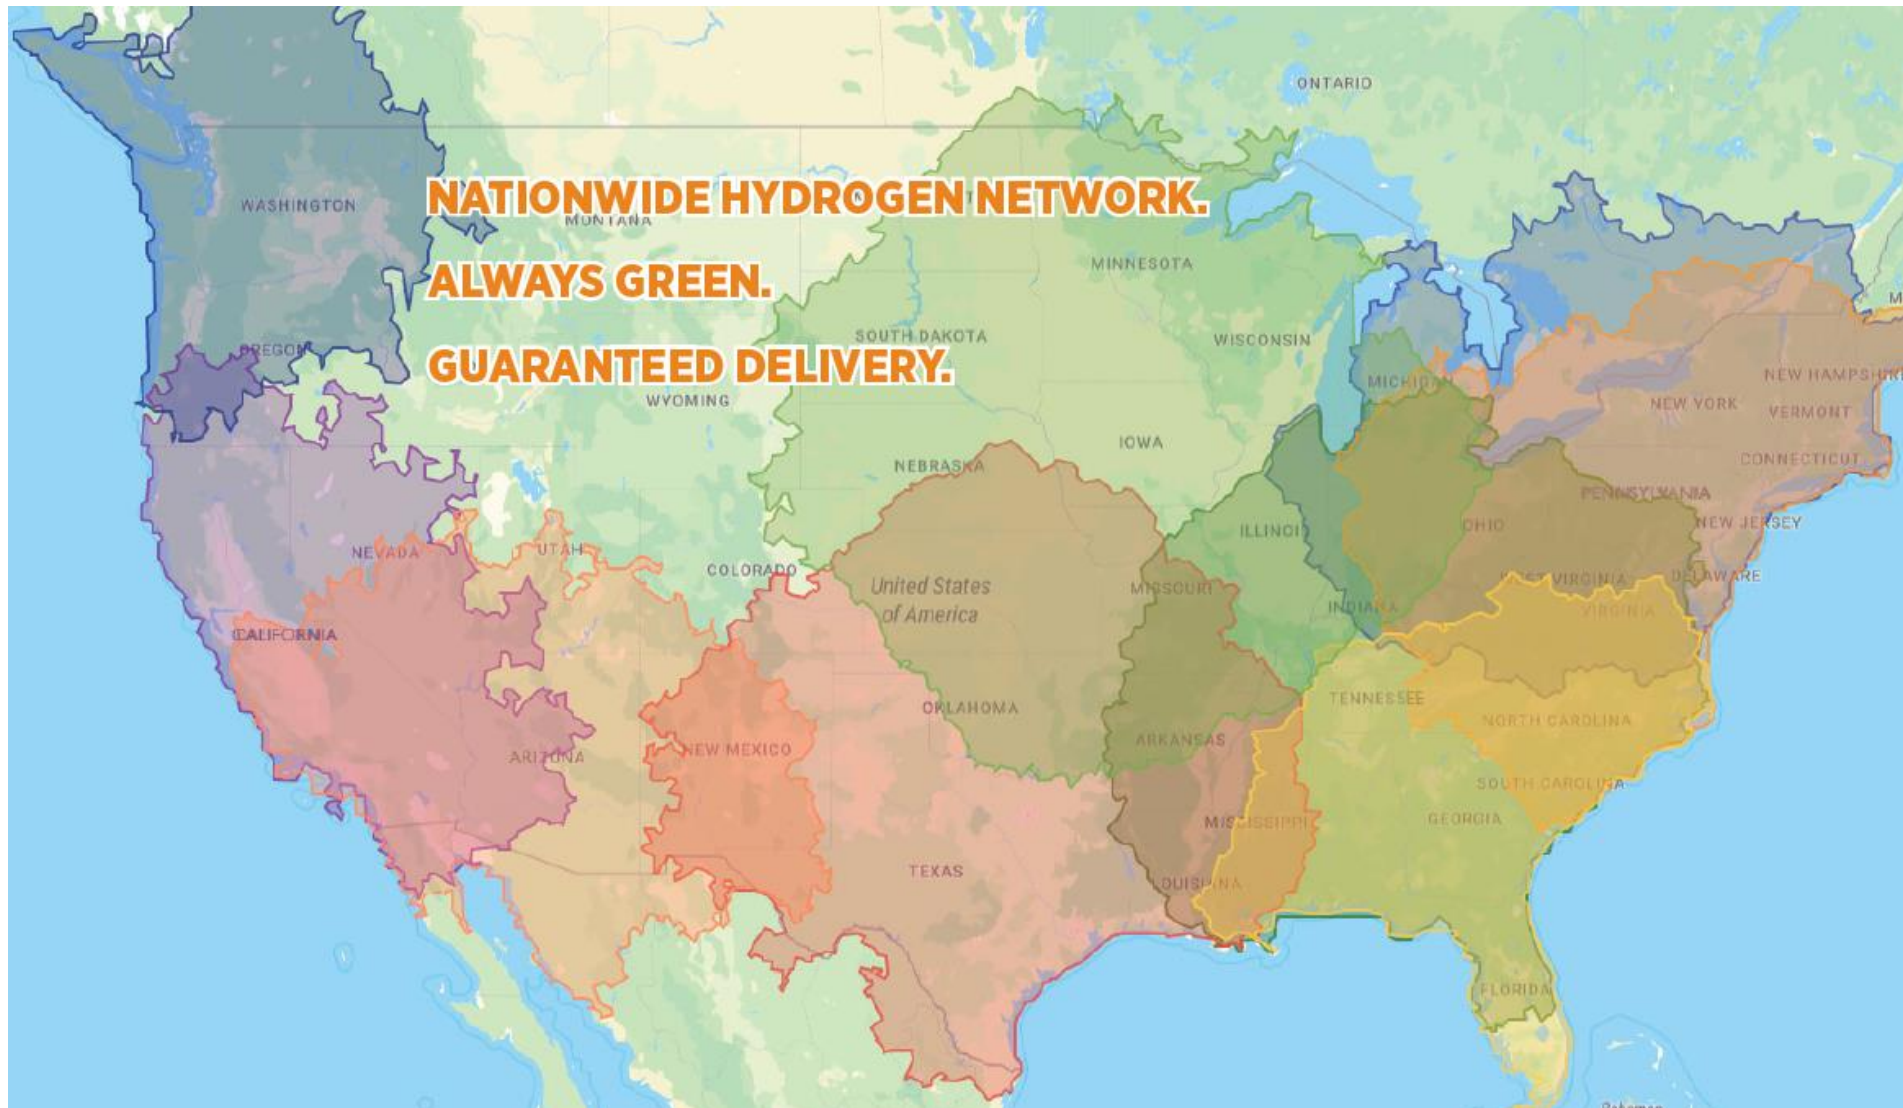 ONTARIO
WASHINGTON
NATIONWIDE HYDROGEN NETWORK.
MONTANA
MINNESOTA
ALWAYS GREEN.
M
SOUTH DAKOTA
WISCONSIN
OREGON
GUARANTEED DELIVERY.
MICHIGAN
NEW HAMPSHIRE
WYOMING
NEW YORK
VERMONT
IOWA
NEBRASKA
CONNECTICUT
PENNSYLVANIA
NEW JERSEY
ILLINOI
OHIO
NEVADA
UTAH
COLORADO
WEST VIRGINIA
DELAWARE
United States
of America
MISSOURI
INDIANA
VIRGINIA
CALIFORNIA
TENNESSEE
OKLAHOMA
NORTH CAROLINA
ARKANSAS
NEW MEXICO
ARIZONA
SOUTH CAROLINA
MISSISSIPPI
GEORGIA
TEXAS
LOUISIANA
FLORIDA